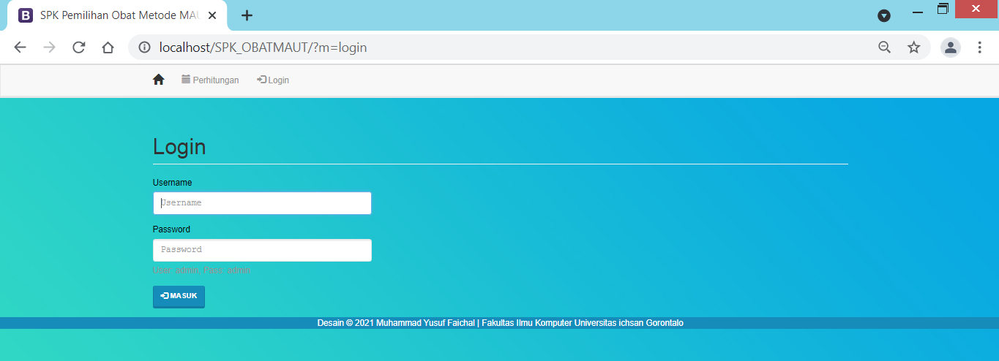 SPK Pemilihan Obat Metode MAU
localhost/SPK_OBATMAUT/?m=login
Perhitungan Login
Login
Username
Username
Password
Password
User: admin, Pass: admin
MASUK
Desain © 2021 Muhammad Yusuf Faichal | Fakultas Ilmu Komputer Universitas ichsan Gorontalo